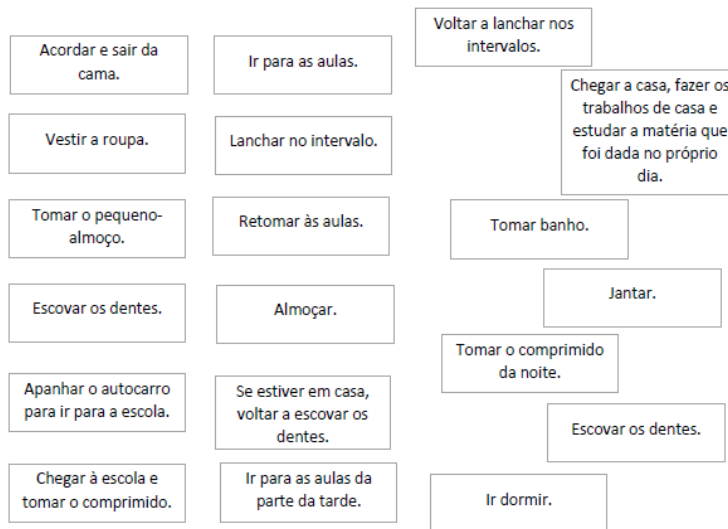 Acordar e sair da
cama.
Vestir a roupa.
Tomar o pequeno-
almoço.
Escovar os dentes.
Apanhar o autocarro
para ir para a escola.
Chegar à escola e
tomar o comprimido.
Ir para as aulas.
Lanchar no intervalo.
Retomar às aulas.
Almoçar.
Se estiver em casa,
voltar a escovar os
dentes.
Ir para as aulas da
parte da tarde.
Voltar a lanchar nos
intervalos.
Chegar a casa, fazer os
trabalhos de casa e
estudar a matéria que
foi dada no próprio
dia.
Tomar banho.
Jantar.
Tomar o comprimido
da noite.
Escovar os dentes.
Ir dormir.